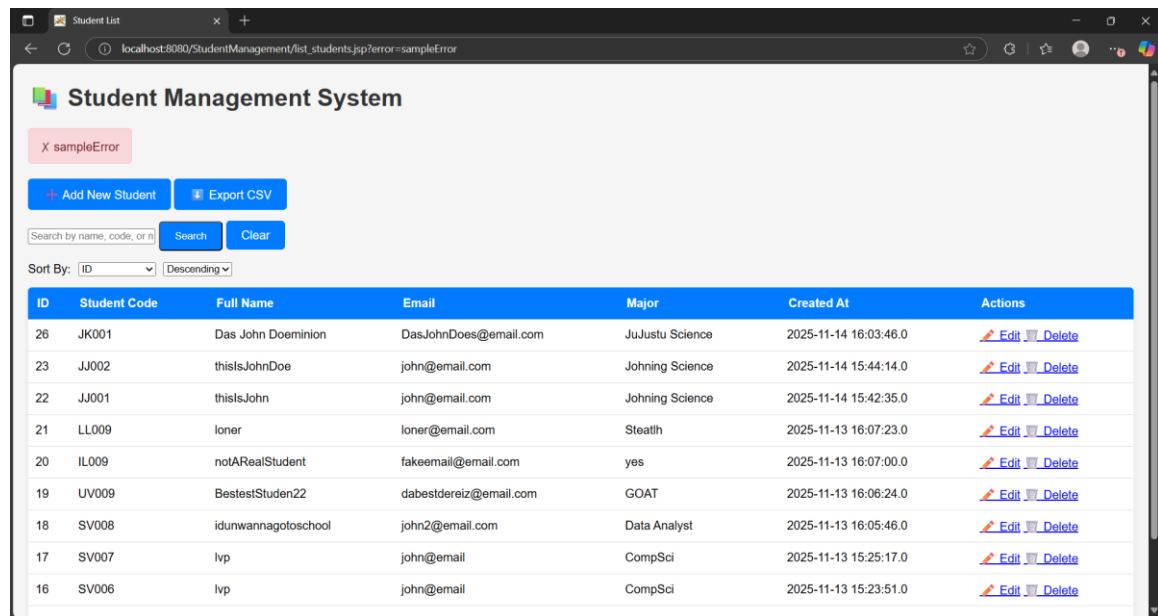 Student List
localhost:8080/StudentManagement/list_students.jsp?error=sampleError
Student Management System
X sampleError
Add New Student Export CSV
Search by name, code, or n Search Clear
Sort By: ID Descending
ID Student Code Full Name Email Major Created At Actions
26 JK001 Das John Doeminion DasJohnDoes@email.com JuJustu Science 2025-11-14 16:03:46.0 Edit Delete
23 JJ002 thisIsJohnDoe john@email.com Johning Science 2025-11-14 15:44:14.0 Edit Delete
22 JJ001 thisIsJohn john@email.com Johning Science 2025-11-14 15:42:35.0 Edit Delete
21 LL009 loner loner@email.com Steatlh 2025-11-13 16:07:23.0 Edit Delete
20 IL009 notARealStudent fakeemail@email.com yes 2025-11-13 16:07:00.0 Edit Delete
19 UV009 BestestStuden22 dabestdereiz@email.com GOAT 2025-11-13 16:06:24.0 Edit Delete
18 SV008 idunwannagotoschool john2@email.com Data Analyst 2025-11-13 16:05:46.0 Edit Delete
17 SV007 lvp john@email CompSci 2025-11-13 15:25:17.0 Edit Delete
16 SV006 lvp john@email CompSci 2025-11-13 15:23:51.0 Edit Delete